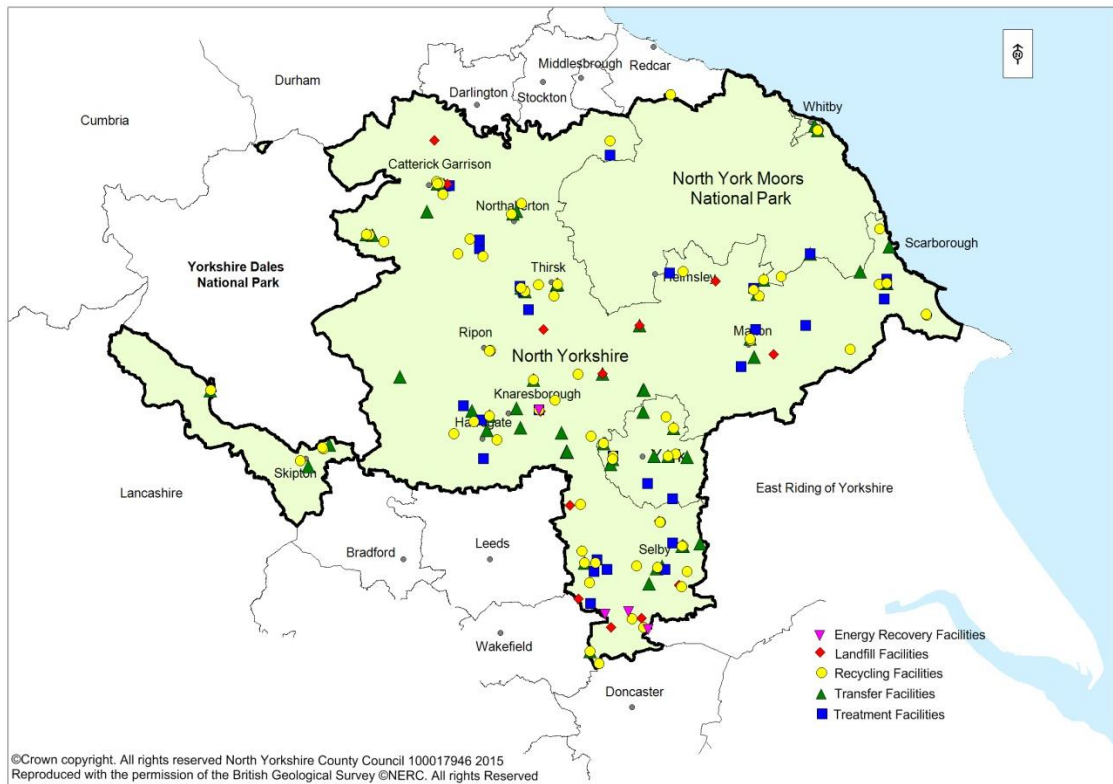 Redcar
Middlesbrough
Durham
Stockton
Darlington
N
Whitby
Cumbria
Catterick Garrison
North York Moors
National Park
Northallerton
Scarborough
Yorkshire Dales
National Park
Thirsk
Helmsley
Malton
Ripon
North Yorkshire
Knaresborough
Harrogate
Skipton
York
Lancashire
East Riding of Yorkshire
Bradford
Leeds
Selby
Wakefield
Doncaster
Energy Recovery Facilities
Landfill Facilities
Recycling Facilities
Transfer Facilities
Treatment Facilities
©Crown copyright. All rights reserved North Yorkshire County Council 100017946 2015
Reproduced with the permission of the British Geological Survey ©NERC. All rights Reserved